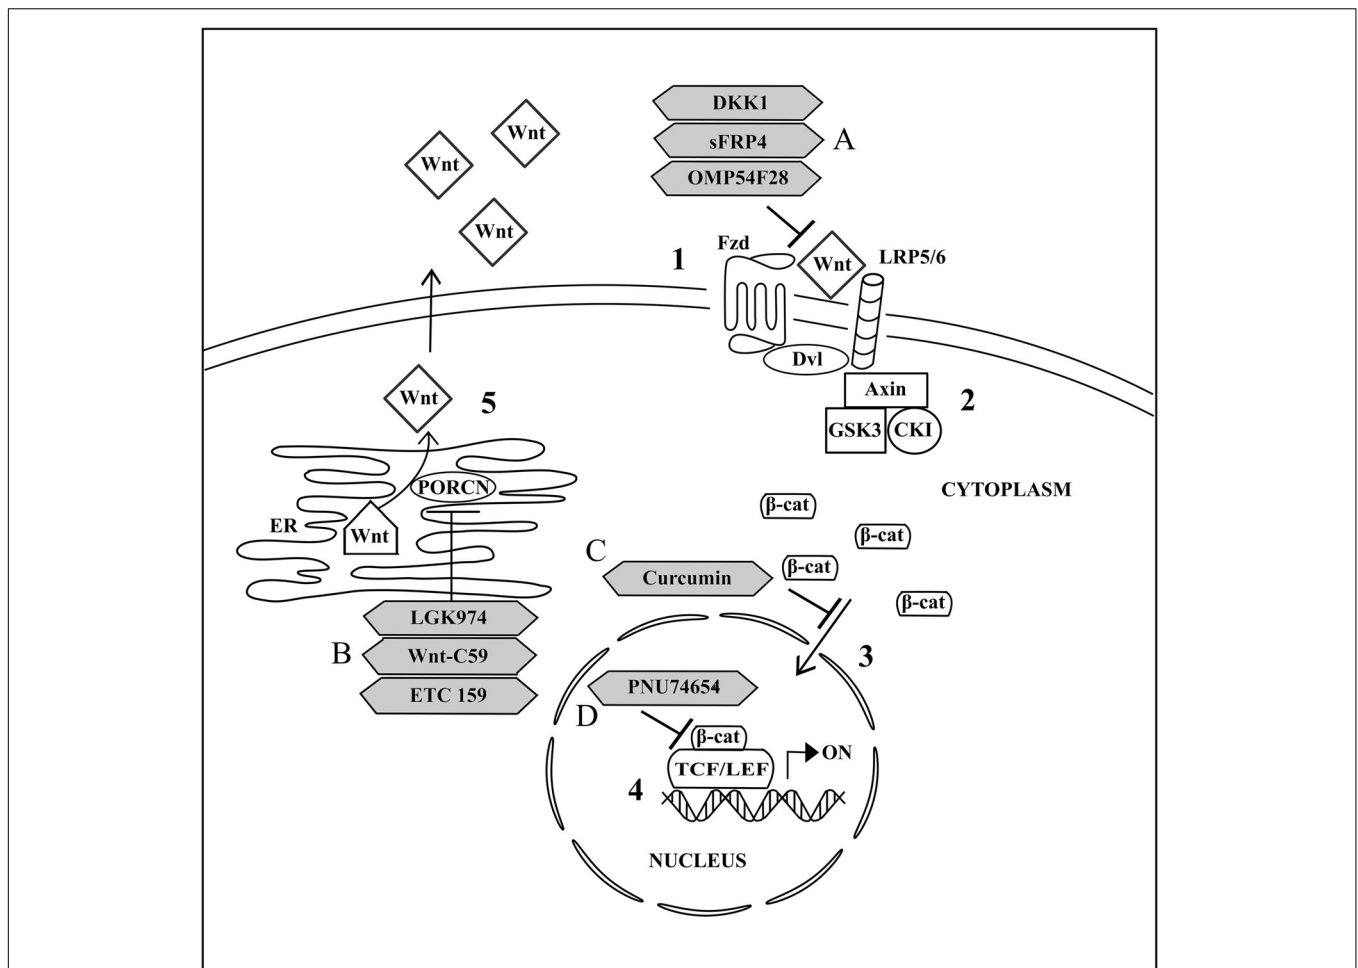 DKK1
Wnt
sFRP4
A
Wnt
OMP54F28
Wnt
Fzd
1
Wnt
LRP5/6
Dvl
Wnt
5
Axin
2
GSK3
CKI
PORCN
CYTOPLASM
ER
Wnt
β-cat
β-cat
C
Curcumin
β-cat
β-cat
LGK974
B
Wnt-C59
3
ETC 159
PNU74654
D
β-cat
ON
TCF/LEF
4
NUCLEUS